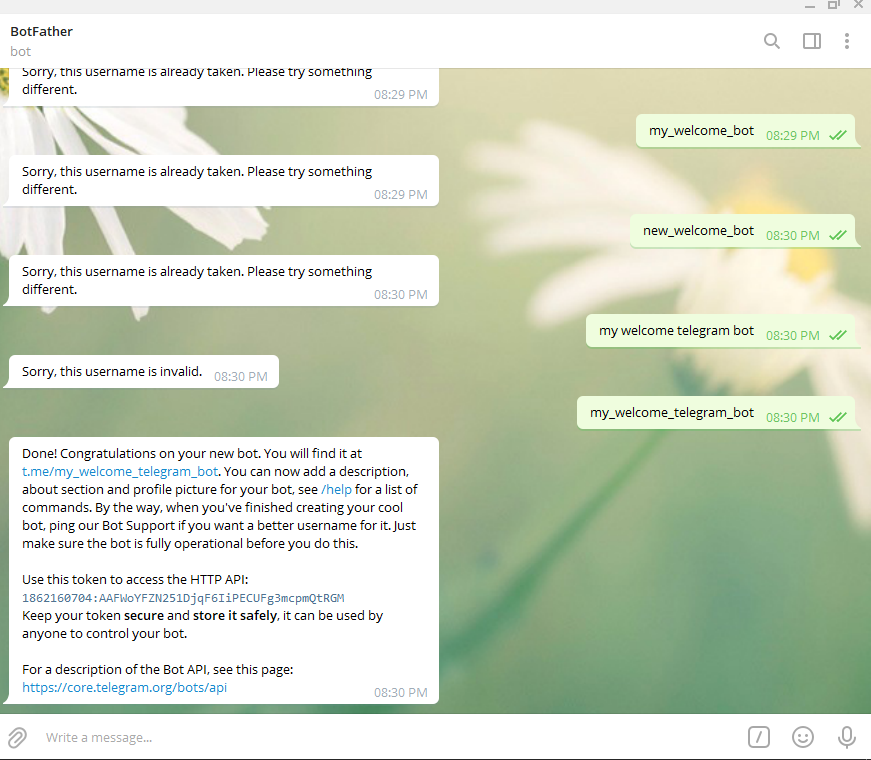 BotFather
bot
Sorry, this username is already taken. Please try something
different.
08:29 PM
my_welcome_bot
08:29 PM
Sorry, this username is already taken. Please try something
different.
08:29 PM
new_welcome_bot
08:30 PM
Sorry, this username is already taken. Please try something
different.
08:30 PM
my welcome telegram bot
08:30 PM
Sorry, this username is invalid.
08:30 PM
my_welcome_telegram_bot
08:30 PM
Done! Congratulations on your new bot. You will find it at
t.me/my_welcome_telegram_bot. You can now add a description,
about section and profile picture for your bot, see /help for a list of
commands. By the way, when you've finished creating your cool
bot, ping our Bot Support if you want a better username for it. Just
make sure the bot is fully operational before you do this.
Use this token to access the HTTP API:
1862160704:AAFWoYFZN251DjqF6IiPECUFg3mcpmQtRGM
Keep your token secure and store it safely, it can be used by
anyone to control your bot.
For a description of the Bot API, see this page:
https://core.telegram.org/bots/api
08:30 PM
Write a message...